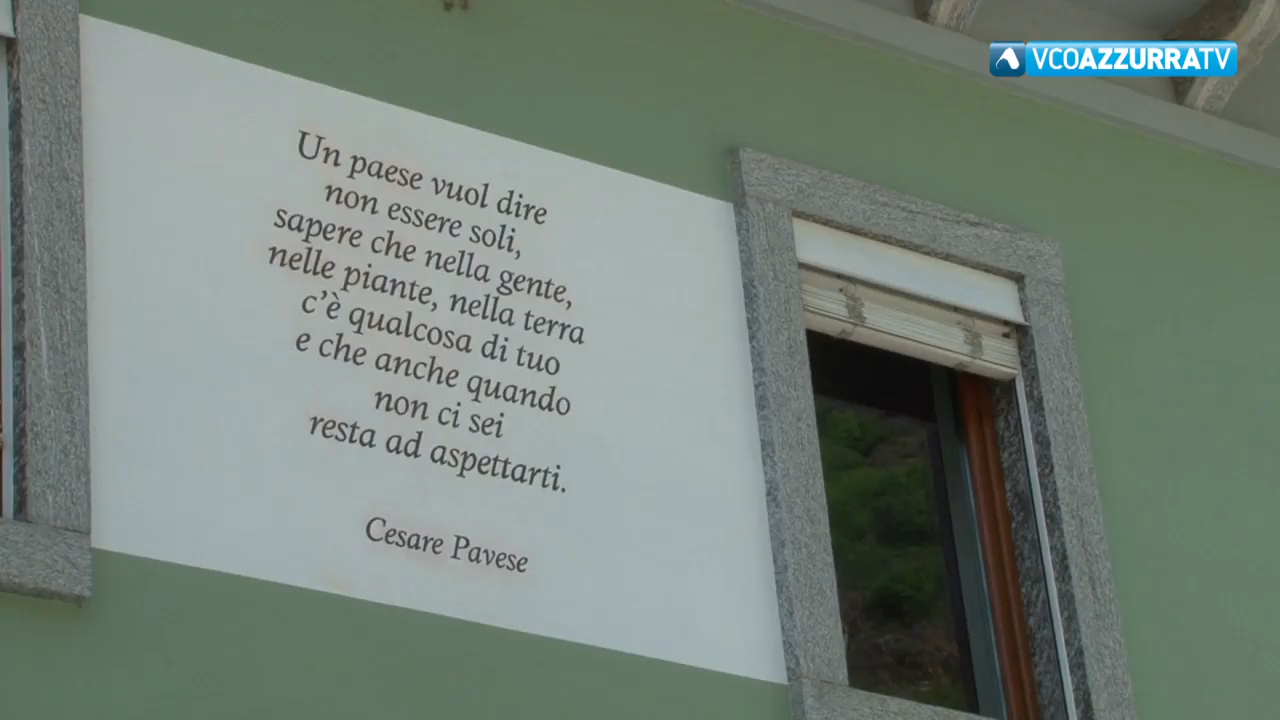 VCOAZZURRATV
Un paese vuol dire
non essere soli,
sapere che nella gente,
nelle piante, nella terra
c'è qualcosa di tuo
e che anche quando
non ci sei
resta ad aspettarti.
Cesare Pavese